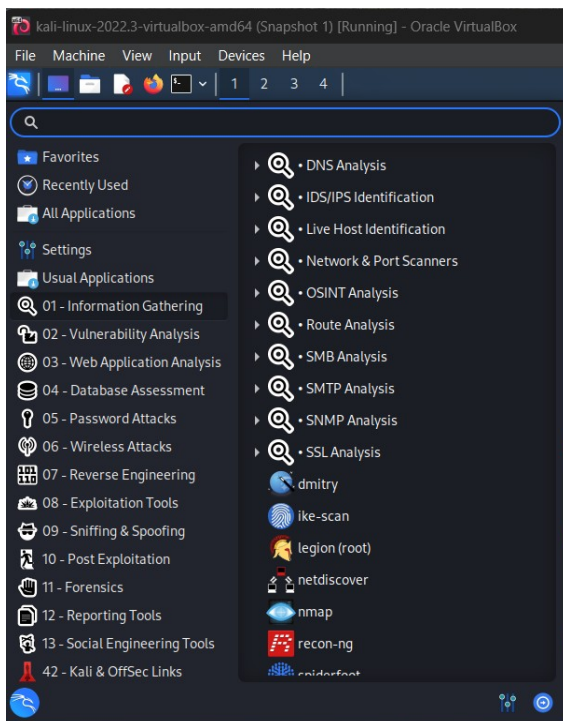 kali-linux-2022.3-virtualbox-amd64 (Snapshot 1) [Running] - Oracle VirtualBox
File Machine View Input Devices Help
1 2 3 4
Favorites
Recently Used
All Applications
Settings
Usual Applications
01 - Information Gathering
02 - Vulnerability Analysis
03 - Web Application Analysis
04 - Database Assessment
05 - Password Attacks
06 - Wireless Attacks
07 - Reverse Engineering
08 - Exploitation Tools
09 - Sniffing & Spoofing
10 - Post Exploitation
11 - Forensics
12 - Reporting Tools
13 - Social Engineering Tools
42 - Kali & OffSec Links
• DNS Analysis
• IDS/IPS Identification
• Live Host Identification
• Network & Port Scanners
• OSINT Analysis
• Route Analysis
• SMB Analysis
• SMTP Analysis
• SNMP Analysis
• SSL Analysis
dmitry
ike-scan
legion (root)
netdiscover
nmap
recon-ng
spiderfoot